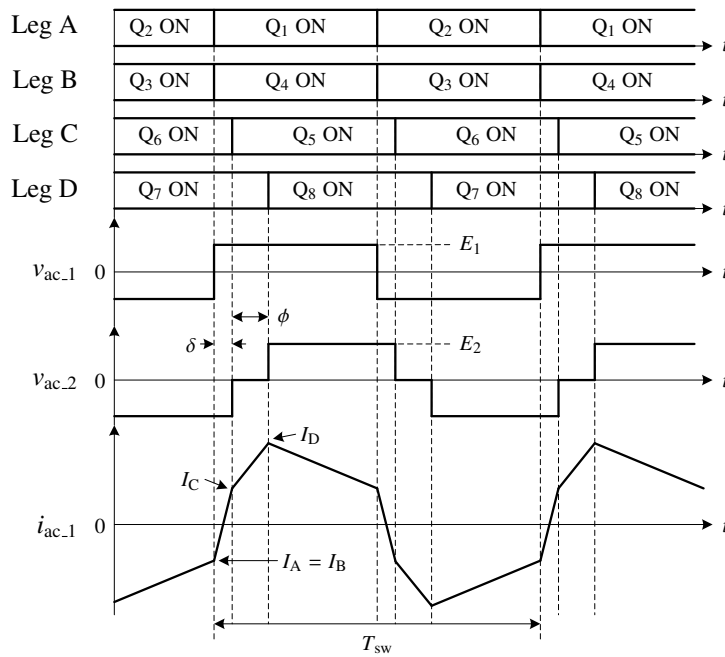 Leg A Q2 ON Q1 ON Q2 ON Q1 ON t
Leg B Q3 ON Q4 ON Q3 ON Q4 ON t
Leg C Q6 ON Q5 ON Q6 ON Q5 ON t
Leg D Q7 ON Q8 ON Q7 ON Q8 ON t
E1
vac_1 0 t
ϕ
δ
E2
vac_2 0 t
ID
IC
iac_1 0 t
IA = IB
Tsw